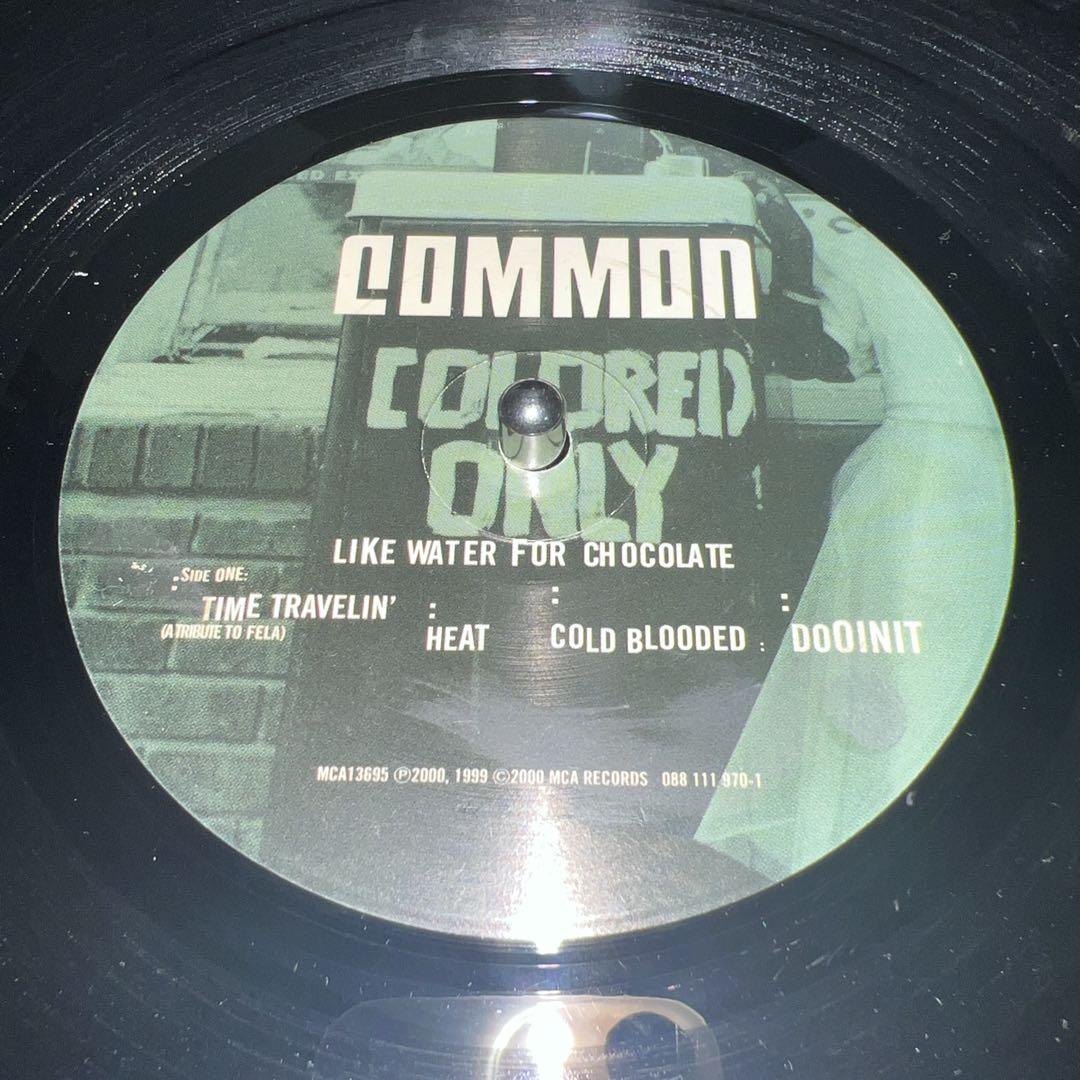 COMMON
COLORED
ONLY
LIKE WATER FOR CHOCOLATE
SIDE ONE:
TIME TRAVELIN' : : :
(A TRIBUTE TO FELA) HEAT COLD BLOODED : DOOINIT
MCA13695 ℗2000, 1999 ©2000 MCA RECORDS 088 111 970-1